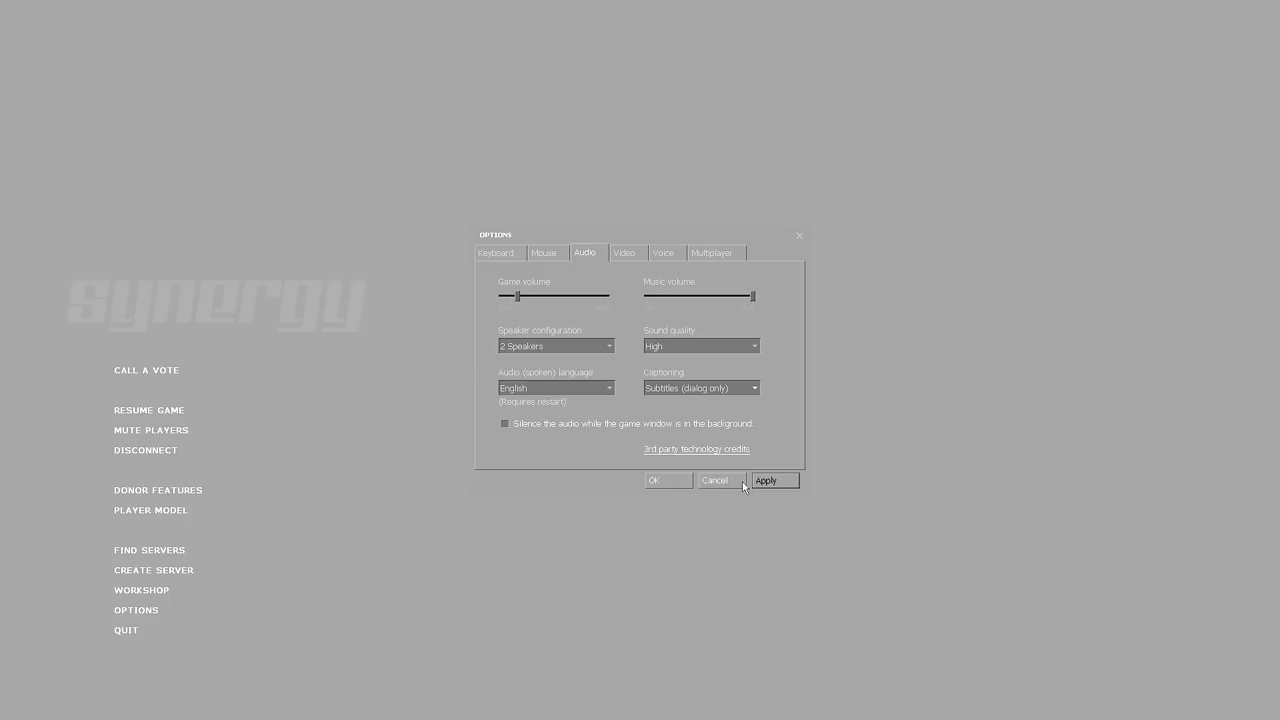 OPTIONS
Keyboard Mouse Audio Video Voice Multiplayer
Game volume Music volume
Speaker configuration Sound quality
2 Speakers High
Audio (spoken) language Captioning
English Subtitles (dialog only)
(Requires restart)
Silence the audio while the game window is in the background.
3rd party technology credits
OK Cancel Apply
synergy
CALL A VOTE
RESUME GAME
MUTE PLAYERS
DISCONNECT
DONOR FEATURES
PLAYER MODEL
FIND SERVERS
CREATE SERVER
WORKSHOP
OPTIONS
QUIT